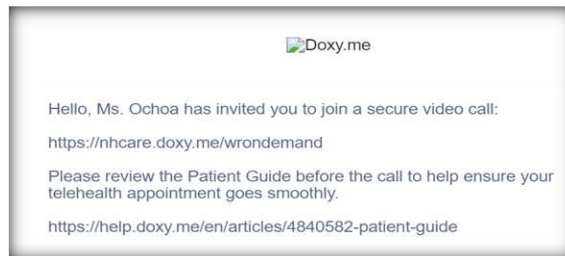 Doxy.me
Hello, Ms. Ochoa has invited you to join a secure video call:
https://nhcare.doxy.me/wrondemand
Please review the Patient Guide before the call to help ensure your
telehealth appointment goes smoothly.
https://help.doxy.me/en/articles/4840582-patient-guide